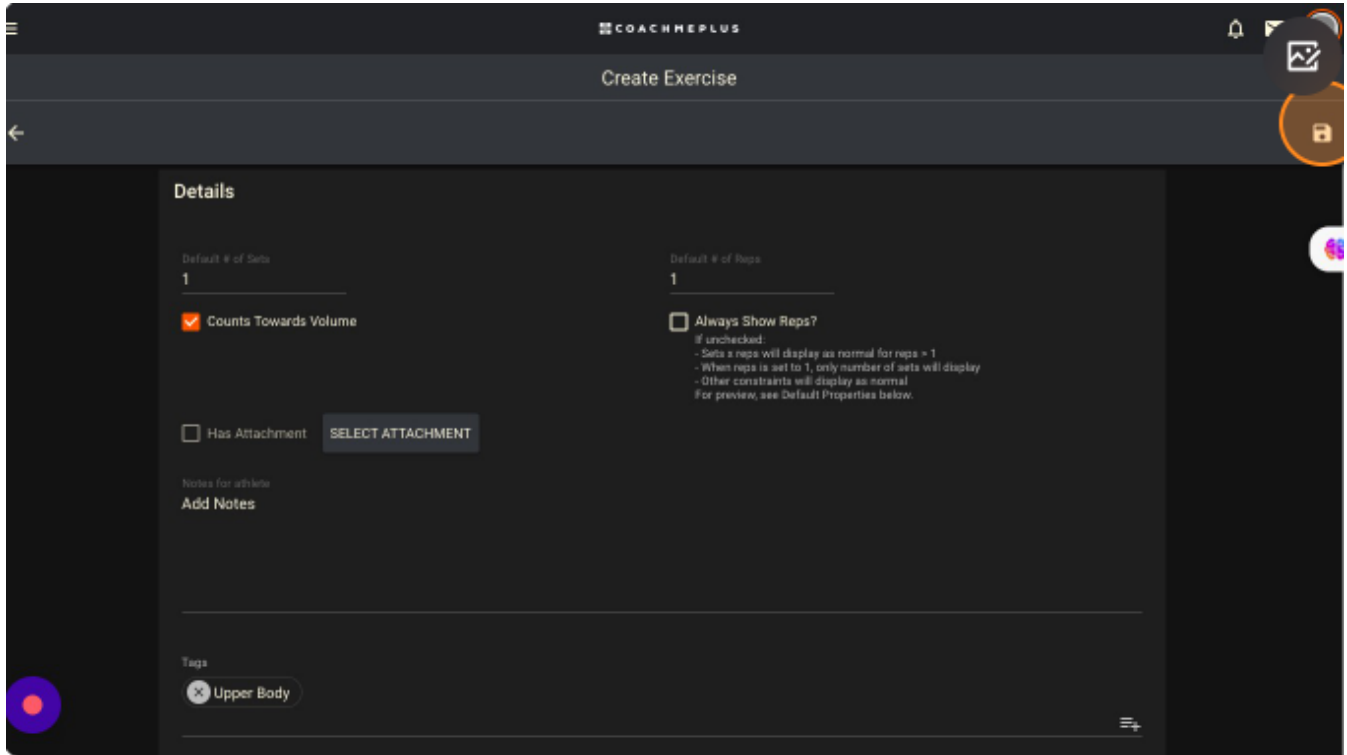 COACHMEPLUS
Create Exercise
Details
Default # of Sets
1
Default # of Reps
1
Counts Towards Volume
Always Show Reps?
If unchecked:
- Sets x reps will display as normal for reps > 1
- When reps is set to 1, only number of sets will display
- Other constraints will display as normal
For preview, see Default Properties below.
Has Attachment
SELECT ATTACHMENT
Notes for athlete
Add Notes
Tags
Upper Body